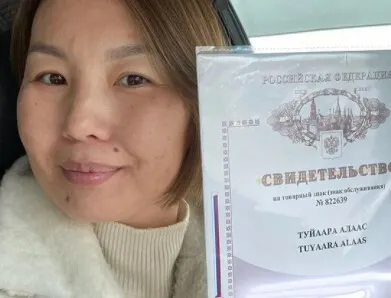 РОССИЙСКАЯ ФЕДЕРАЦИЯ
СВИДЕТЕЛЬСТВО
на товарный знак (знак обслуживания)
№ 822639
ТУЙААРА АЛААС
TUYAARA ALAAS